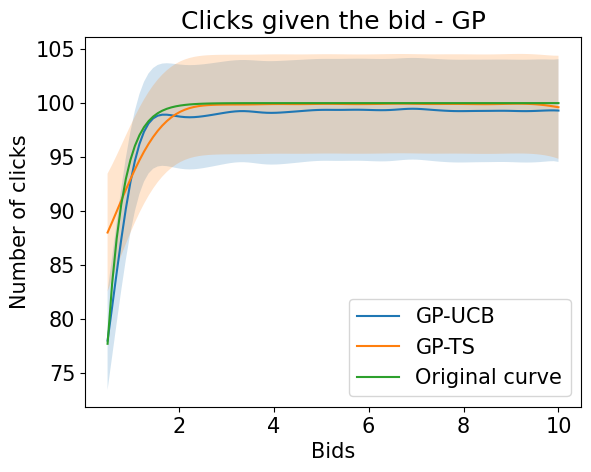 Clicks given the bid - GP
105
100
95
90
85
80
75
Number of clicks
GP-UCB
GP-TS
Original curve
2
4
6
8
10
Bids